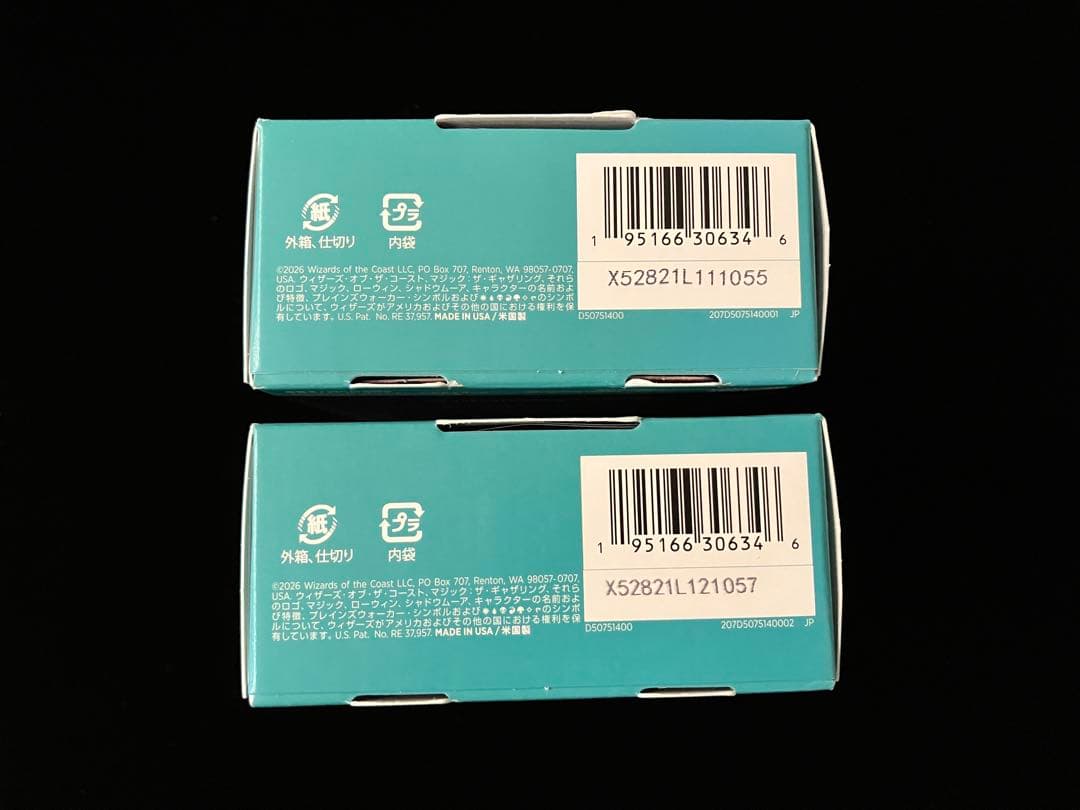 紙
プラ
外箱、仕切り
内袋
1 95166 30634 6
X52821L111055
©2026 Wizards of the Coast LLC, PO Box 707, Renton, WA 98057-0707,
USA. ウィザーズ・オブ・ザ・コースト、マジック：ザ・ギャザリング、それら
のロゴ、マジック、ローウィン、シャドウムーア、キャラクターの名前およ
び特徴、プレインズウォーカー・シンボルおよびのシンボ
ルについて、ウィザーズがアメリカおよびその他の国における権利を保
有しています。U.S. Pat. No. RE 37,957. MADE IN USA / 米国製
D50751400
207D5075140001 JP
紙
プラ
外箱、仕切り
内袋
1 95166 30634 6
X52821L121057
©2026 Wizards of the Coast LLC, PO Box 707, Renton, WA 98057-0707,
USA. ウィザーズ・オブ・ザ・コースト、マジック：ザ・ギャザリング、それら
のロゴ、マジック、ローウィン、シャドウムーア、キャラクターの名前およ
び特徴、プレインズウォーカー・シンボルおよびのシンボ
ルについて、ウィザーズがアメリカおよびその他の国における権利を保
有しています。U.S. Pat. No. RE 37,957. MADE IN USA / 米国製
D50751400
207D5075140002 JP